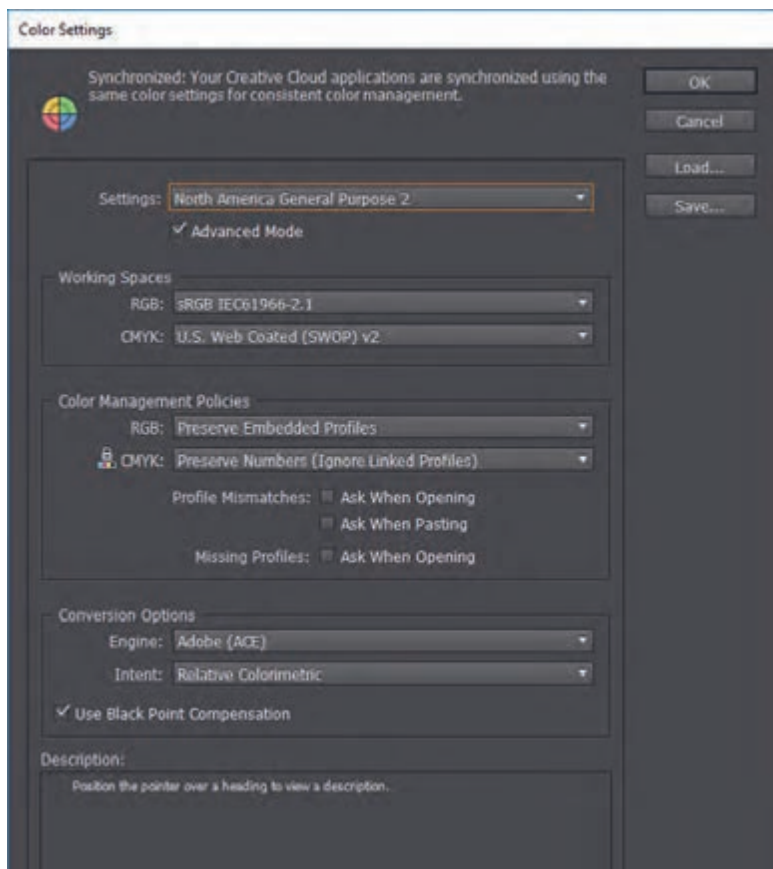 Color Settings
Synchronized: Your Creative Cloud applications are synchronized using the
same color settings for consistent color management.
OK
Cancel
Load...
Save...
Settings: North America General Purpose 2
Advanced Mode
Working Spaces
RGB: sRGB IEC61966-2.1
CMYK: U.S. Web Coated (SWOP) v2
Color Management Policies
RGB: Preserve Embedded Profiles
CMYK: Preserve Numbers (Ignore Linked Profiles)
Profile Mismatches: Ask When Opening
Ask When Pasting
Missing Profiles: Ask When Opening
Conversion Options
Engine: Adobe (ACE)
Intent: Relative Colorimetric
Use Black Point Compensation
Description:
Position the pointer over a heading to view a description.